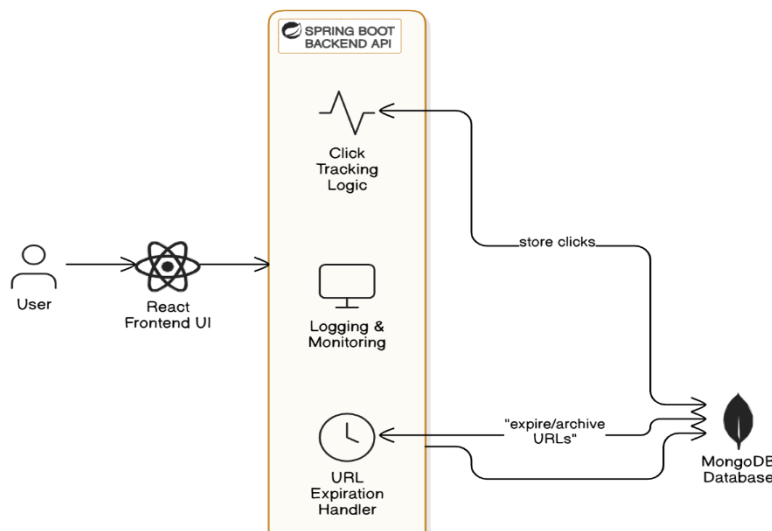 SPRING BOOT
BACKEND API
Click
Tracking
Logic
store clicks
User
React
Frontend UI
Logging &
Monitoring
"expire/archive
URLs"
URL
Expiration
Handler
MongoDB
Database